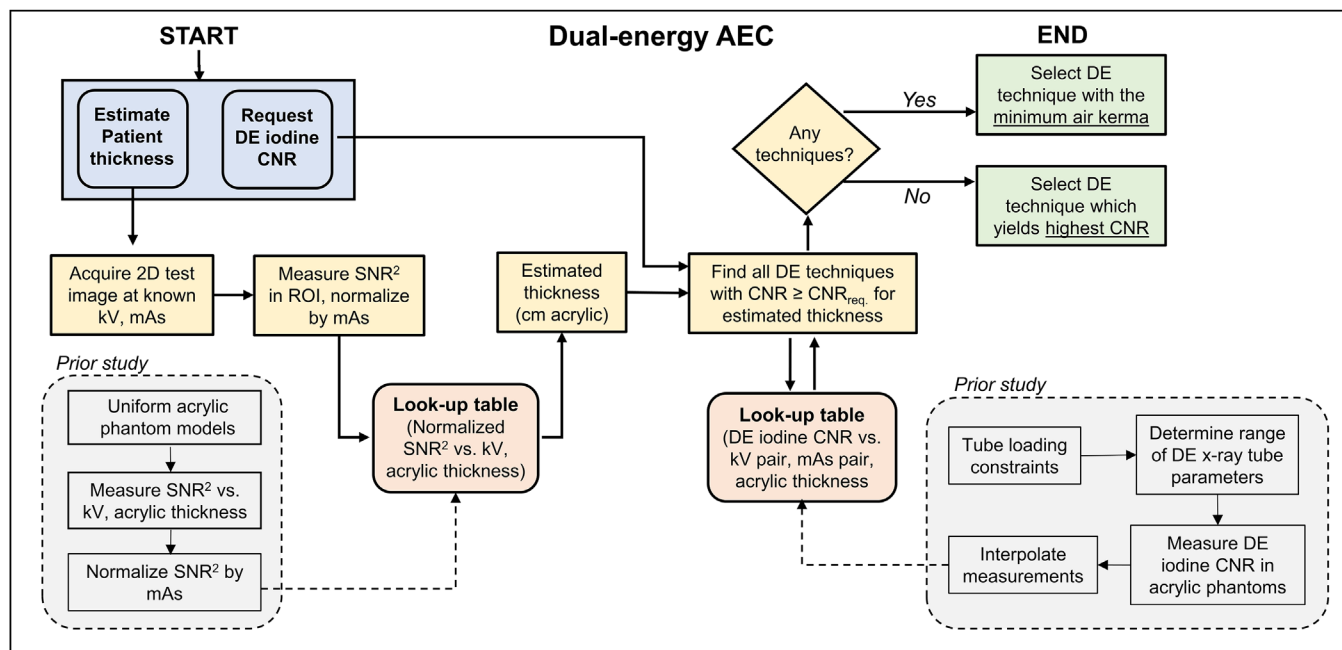 START
Dual-energy AEC
END
Estimate
Patient
thickness
Request
DE iodine
CNR
Any
techniques?
Yes
No
Select DE
technique with the
minimum air kerma
Select DE
technique which
yields highest CNR
Acquire 2D test
image at known
kV, mAs
Measure SNR²
in ROI, normalize
by mAs
Estimated
thickness
(cm acrylic)
Find all DE techniques
with CNR ≥ CNRreq. for
estimated thickness
Prior study
Uniform acrylic
phantom models
Measure SNR² vs.
kV, acrylic thickness
Normalize SNR² by
mAs
Look-up table
(Normalized
SNR² vs. kV,
acrylic thickness)
Look-up table
(DE iodine CNR vs.
kV pair, mAs pair,
acrylic thickness
Prior study
Tube loading
constraints
Determine range
of DE x-ray tube
parameters
Interpolate
measurements
Measure DE
iodine CNR in
acrylic phantoms